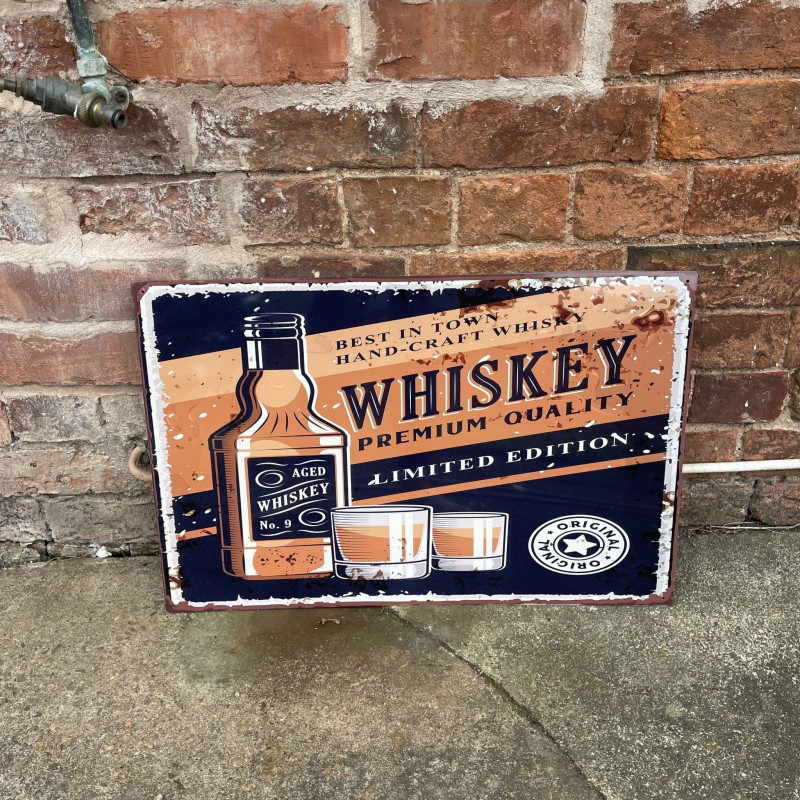 BEST IN TOWN
HAND-CRAFT WHISKY
WHISKEY
PREMIUM QUALITY
LIMITED EDITION
AGED
WHISKEY
No. 9
ORIGINAL
ORIGINAL